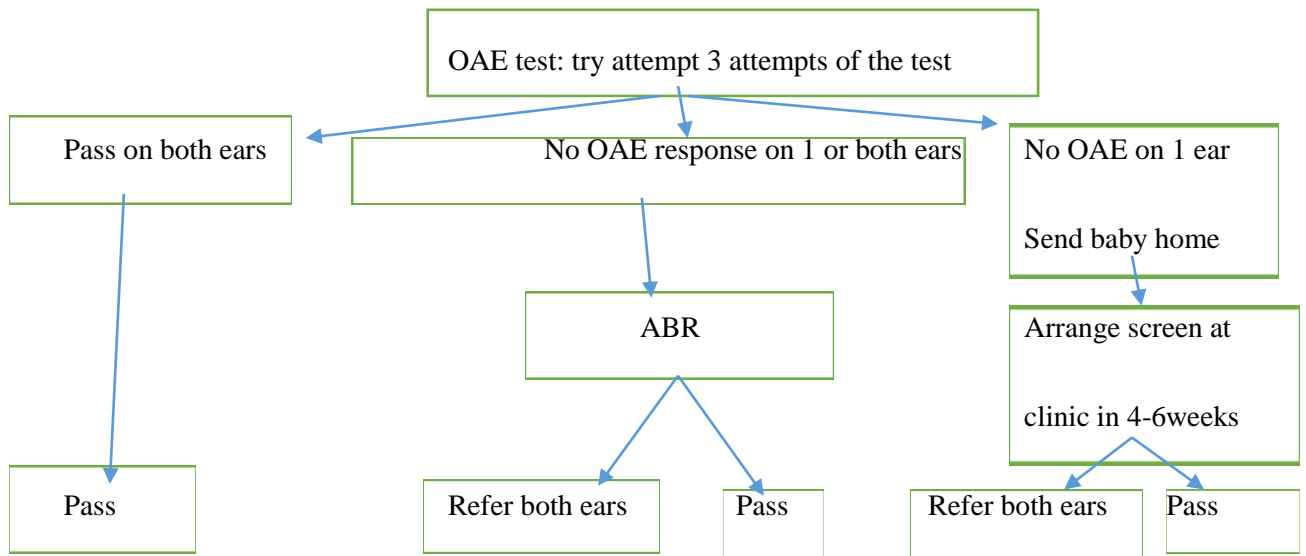 OAE test: try attempt 3 attempts of the test
Pass on both ears
No OAE response on 1 or both ears
No OAE on 1 ear
Send baby home
ABR
Arrange screen at
clinic in 4-6weeks
Pass
Refer both ears
Pass
Refer both ears
Pass